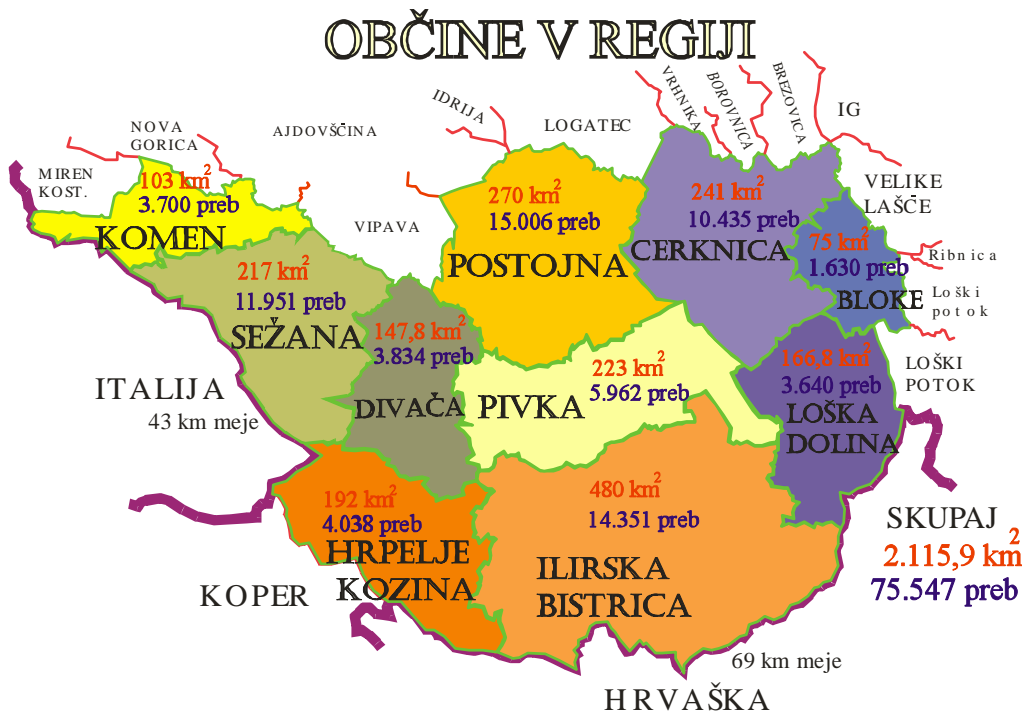 OBČINE V REGIJI
VRHNIKA
BOROVNICA
BREZOVICA
IG
IDRIJA
LOGATEC
NOVA
GORICA
AJDOVŠČINA
MIREN
KOST.
VIPAVA
VELIKE
LAŠČE
Ribnica
Loški
potok
LOŠKI
POTOK
103 km²
3.700 preb
KOMEN
217 km²
11.951 preb
SEŽANA
147,8 km²
3.834 preb
DIVAČA
270 km²
15.006 preb
POSTOJNA
241 km²
10.435 preb
CERKNICA
75 km²
1.630 preb
BLOKE
223 km²
5.962 preb
PIVKA
166,8 km²
3.640 preb
LOŠKA
DOLINA
ITALIJA
43 km meje
192 km²
4.038 preb
HRPELJE
KOZINA
480 km²
14.351 preb
ILIRSKA
BISTRICA
KOPER
SKUPAJ
2.115,9 km²
75.547 preb
69 km meje
HRVAŠKA